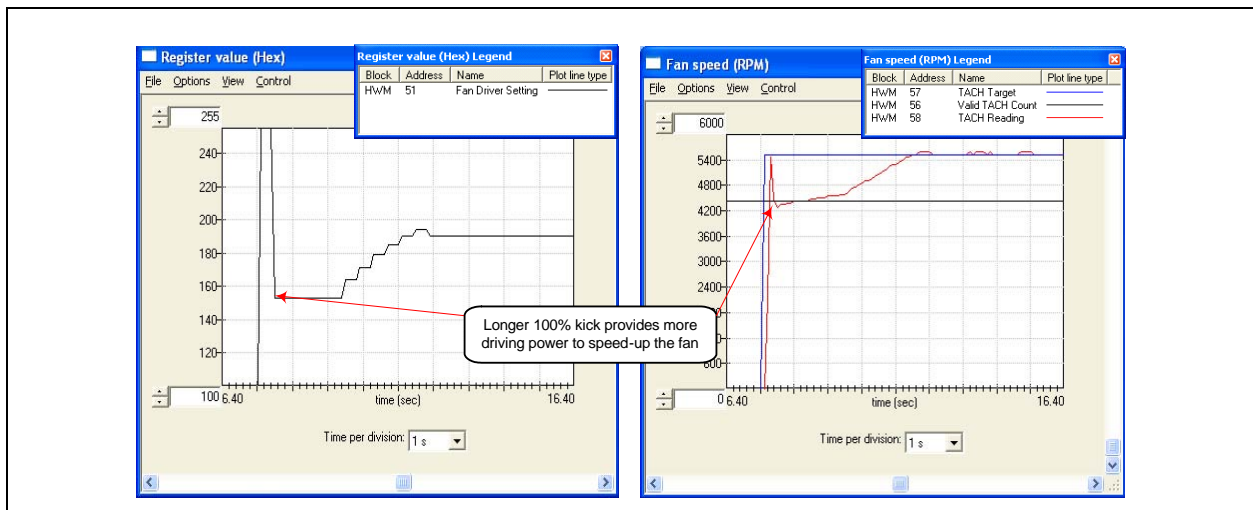 Register value (Hex)
File Options View Control
Register value (Hex) Legend
Block Address Name Plot line type
HWM 51 Fan Driver Setting
255
240
220
200
180
160
140
120
100 6.40 time (sec) 16.40
Time per division: 1 s
Fan speed (RPM)
File Options View Control
Fan speed (RPM) Legend
Block Address Name Plot line type
HWM 57 TACH Target
HWM 56 Valid TACH Count
HWM 58 TACH Reading
6000
5400
4800
4200
3600
3000
2400
600
0 6.40 time (sec) 16.40
Time per division: 1 s
Longer 100% kick provides more
driving power to speed-up the fan